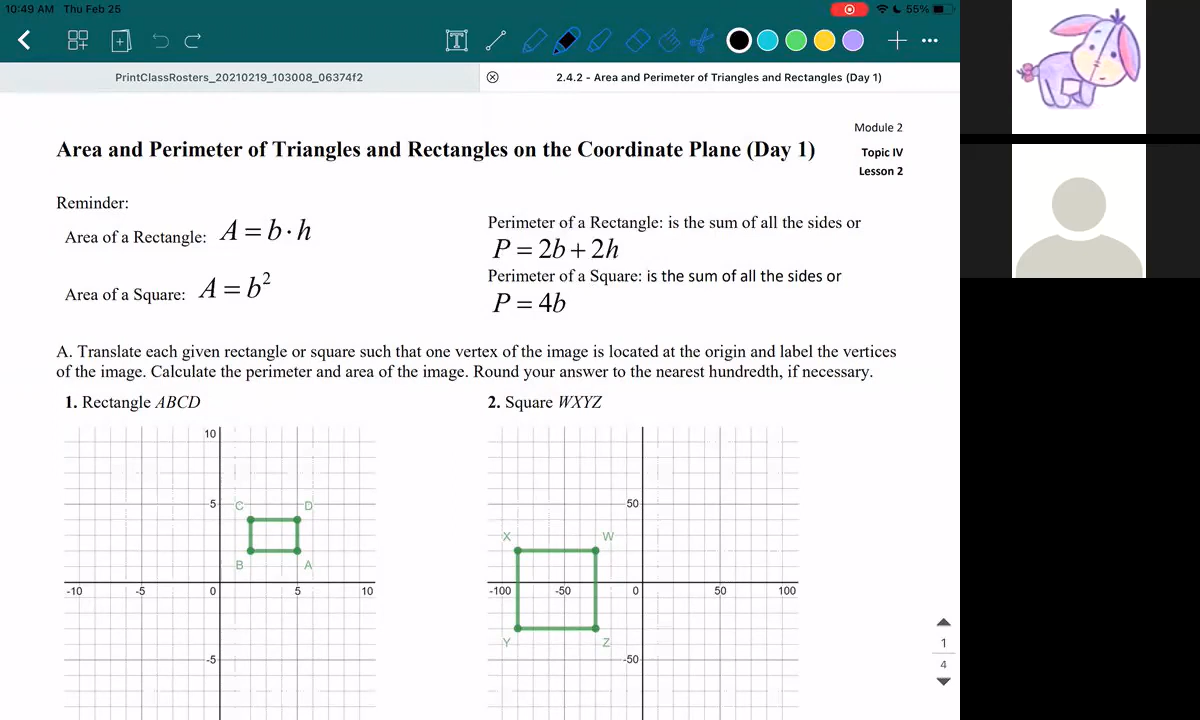 10:49 AM Thu Feb 25
55%
PrintClassRosters_20210219_103008_06374f2
2.4.2 - Area and Perimeter of Triangles and Rectangles (Day 1)
Module 2
Area and Perimeter of Triangles and Rectangles on the Coordinate Plane (Day 1)
Topic IV
Lesson 2
Reminder:
Area of a Rectangle: A = b · h
Perimeter of a Rectangle: is the sum of all the sides or
P = 2b + 2h
Area of a Square: A = b²
Perimeter of a Square: is the sum of all the sides or
P = 4b
A. Translate each given rectangle or square such that one vertex of the image is located at the origin and label the vertices
of the image. Calculate the perimeter and area of the image. Round your answer to the nearest hundredth, if necessary.
1. Rectangle ABCD
2. Square WXYZ
10
5
C D
B A
-10 -5 0 5 10
-5
50
X W
-100 -50 0 50 100
Y Z
-50
1
4